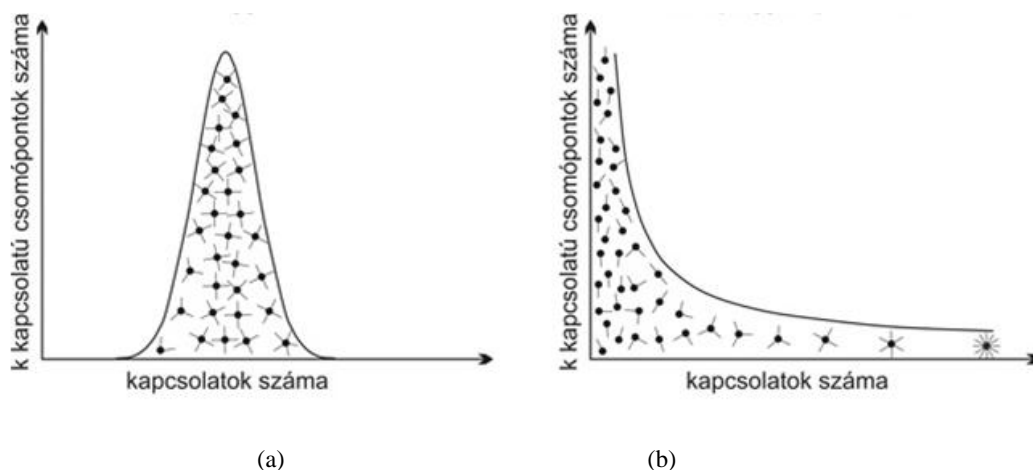 k kapcsolatú csomópontok száma
kapcsolatok száma
k kapcsolatú csomópontok száma
kapcsolatok száma
(a)
(b)